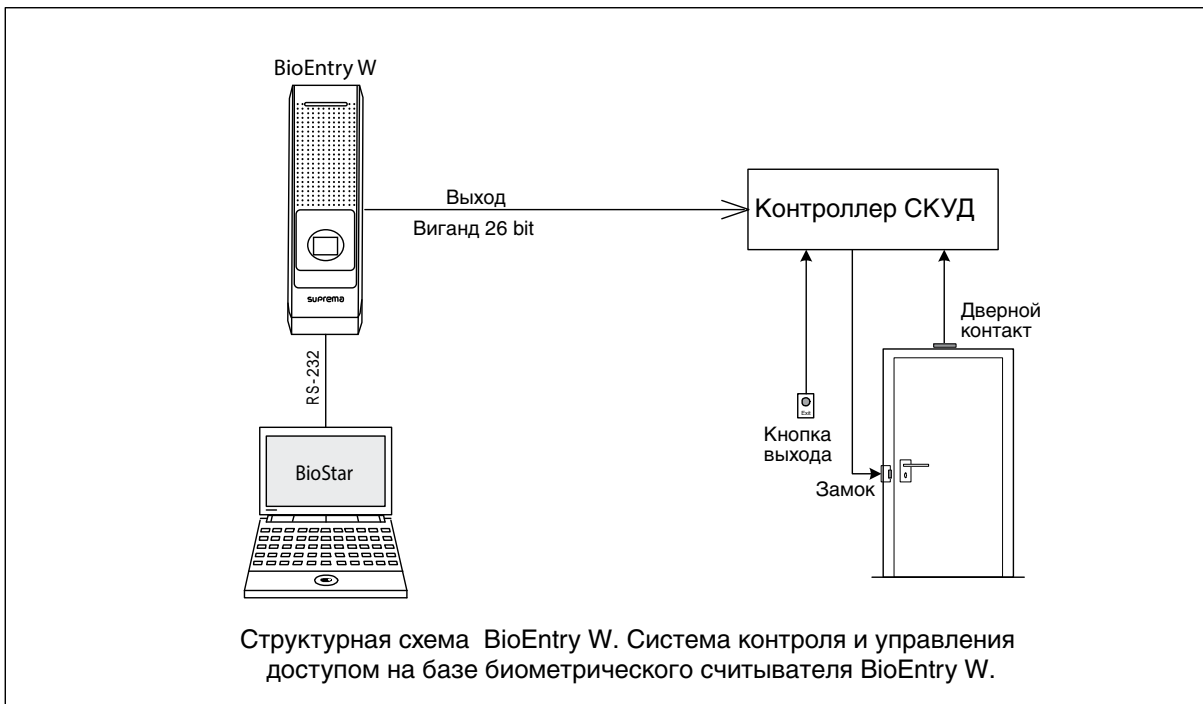 BioEntry W
Выход
Виганд 26 bit
Контроллер СКУД
suprema
RS-232
Дверной
контакт
Exit
Кнопка
выхода
Замок
BioStar
Структурная схема BioEntry W. Система контроля и управления
доступом на базе биометрического считывателя BioEntry W.